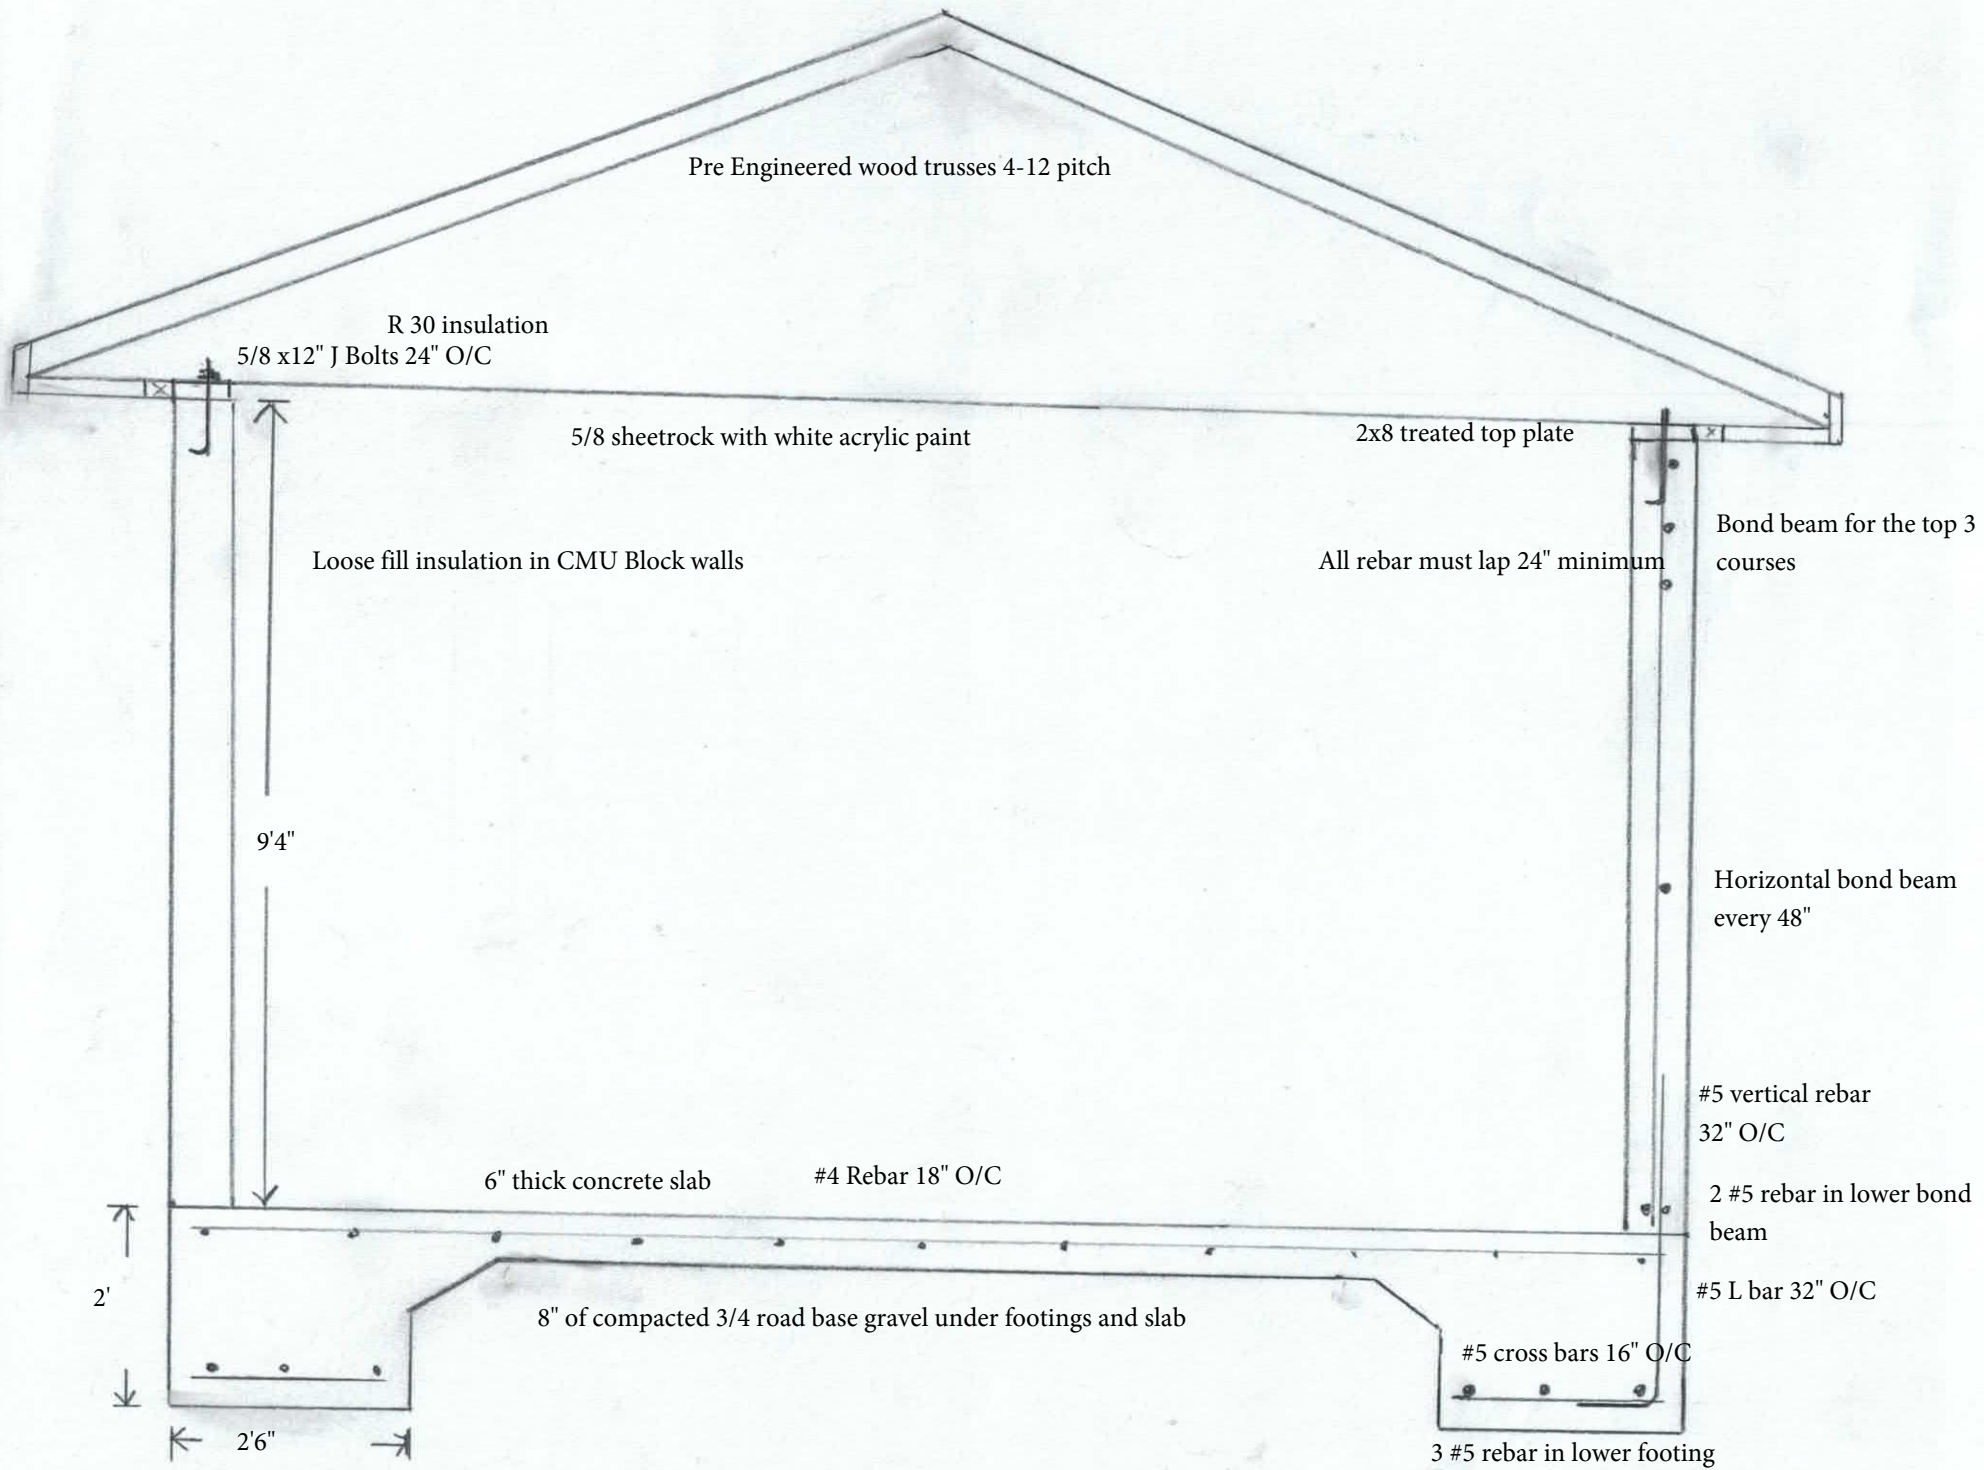 Pre Engineered wood trusses 4-12 pitch
R 30 insulation
5/8 x12" J Bolts 24" O/C
5/8 sheetrock with white acrylic paint
2x8 treated top plate
Bond beam for the top 3
courses
Loose fill insulation in CMU Block walls
All rebar must lap 24" minimum
9'4"
Horizontal bond beam
every 48"
#5 vertical rebar
32" O/C
6" thick concrete slab
#4 Rebar 18" O/C
2 #5 rebar in lower bond
beam
2'
8" of compacted 3/4 road base gravel under footings and slab
#5 L bar 32" O/C
#5 cross bars 16" O/C
2'6"
3 #5 rebar in lower footing